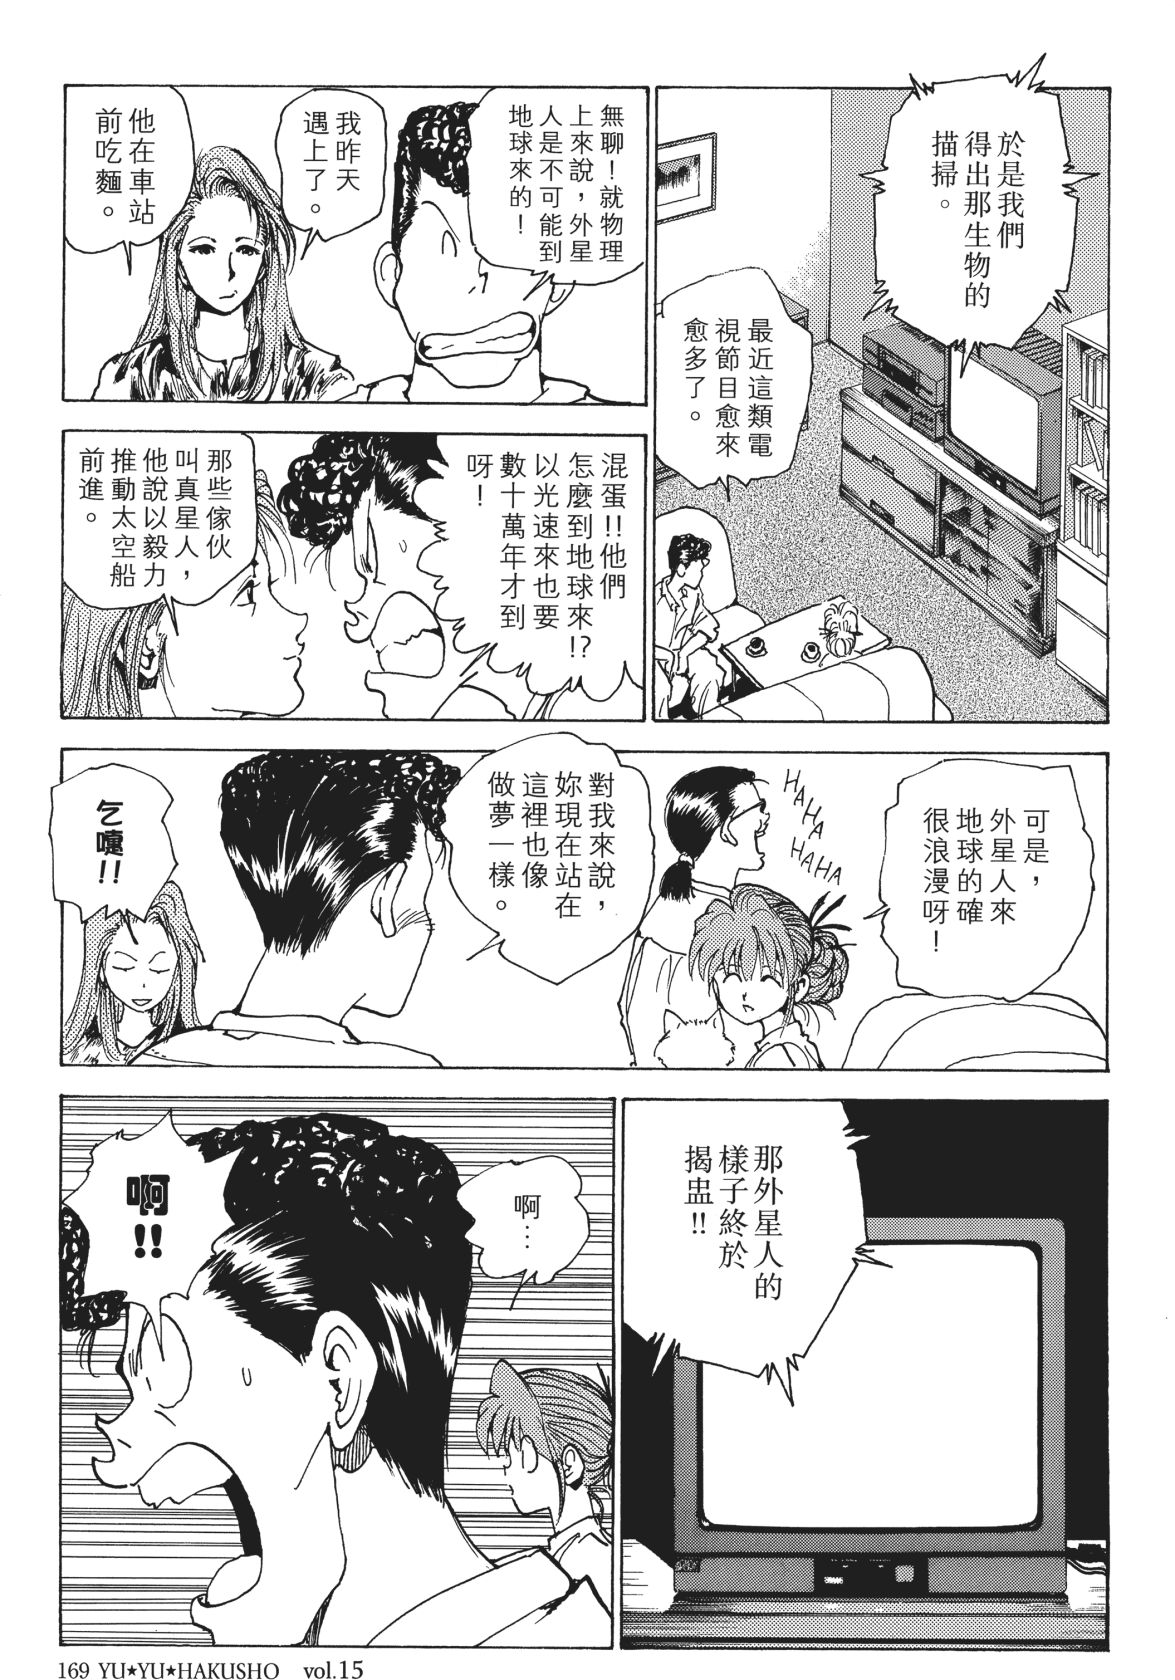 於是我們
得出那生物的
描掃。
最近這類電
視節目愈來
愈多了。
無聊！就物理
上來說，外星
人是不可能到
地球來的！
我昨天
遇上了。
他在車站
前吃麵。
混蛋!!他們
怎麼到地球來!?
以光速來也要
數十萬年才到
呀！
那些傢伙
叫真星人，
他說以毅力
推動太空船
前進。
可是，
外星人來
地球的確
很浪漫呀！
HAHA
HAHA
對我來說，
妳現在站在
這裡也像
做夢一樣。
乞嚏!!
那外星人的
樣子終於
揭盅!!
啊…
啊!!
169 YU★YU★HAKUSHO vol.15